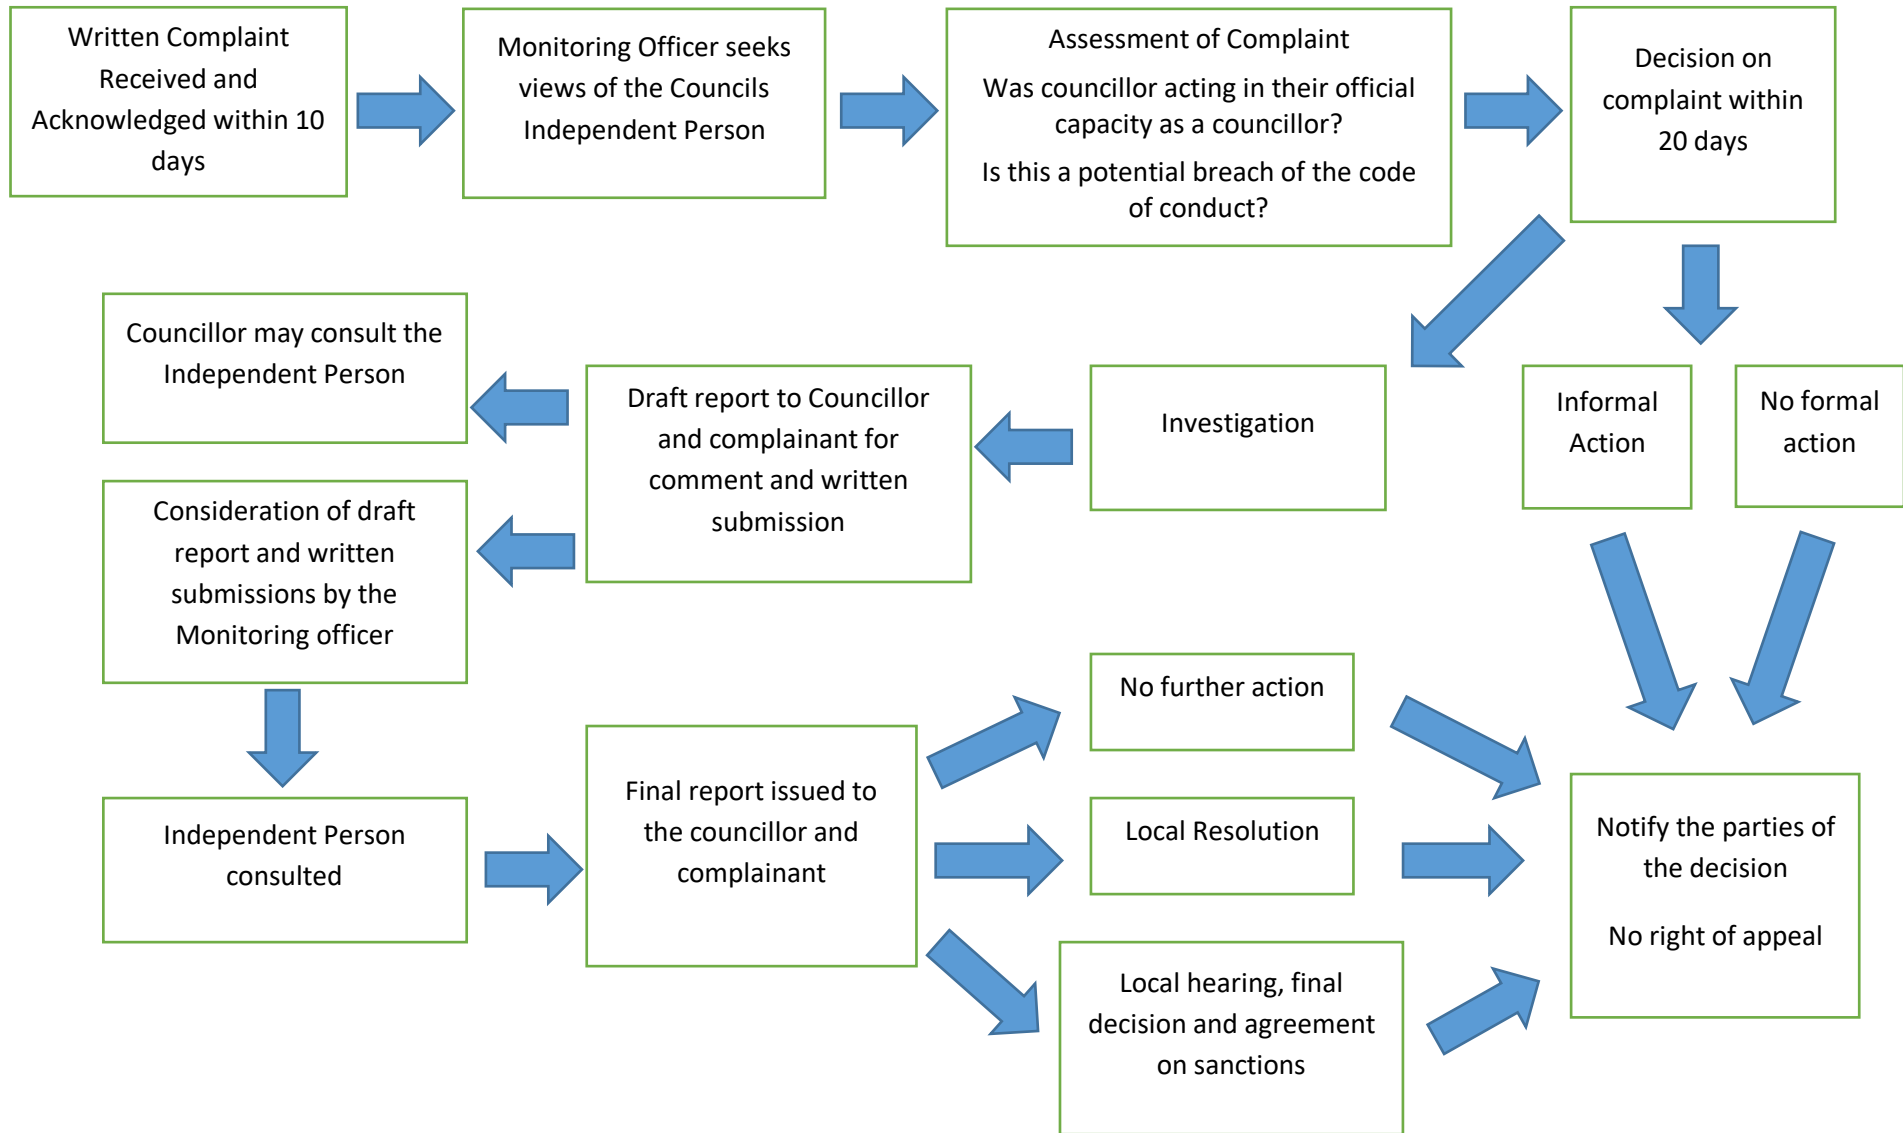 Written Complaint
Received and
Acknowledged within 10
days
Monitoring Officer seeks
views of the Councils
Independent Person
Assessment of Complaint
Was councillor acting in their official
capacity as a councillor?
Is this a potential breach of the code
of conduct?
Decision on
complaint within
20 days
Councillor may consult the
Independent Person
Draft report to Councillor
and complainant for
comment and written
submission
Investigation
Informal
Action
No formal
action
Consideration of draft
report and written
submissions by the
Monitoring officer
Independent Person
consulted
Final report issued to
the councillor and
complainant
No further action
Local Resolution
Local hearing, final
decision and agreement
on sanctions
Notify the parties of
the decision
No right of appeal